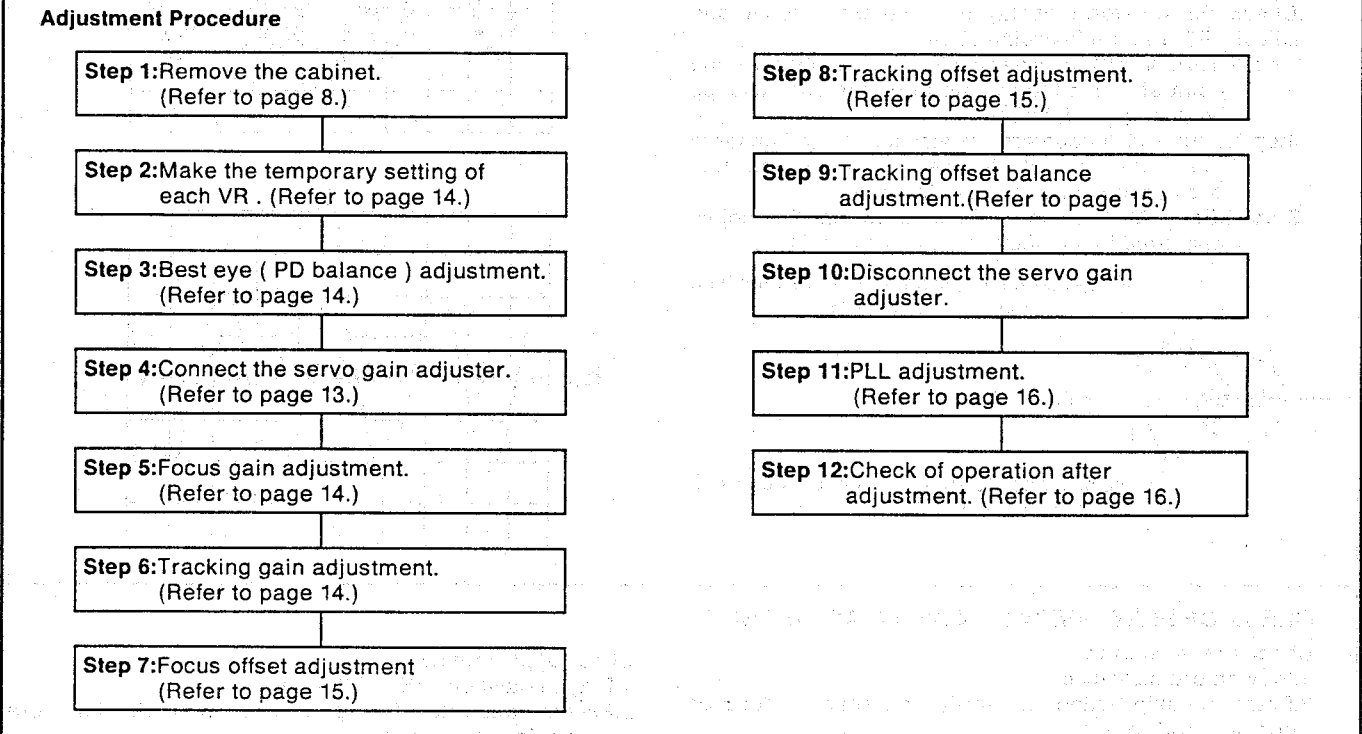 Adjustment Procedure
Step 1:Remove the cabinet.
(Refer to page 8.)
Step 2:Make the temporary setting of
each VR . (Refer to page 14.)
Step 3:Best eye ( PD balance ) adjustment.
(Refer to page 14.)
Step 4:Connect the servo gain adjuster.
(Refer to page 13.)
Step 5:Focus gain adjustment.
(Refer to page 14.)
Step 6:Tracking gain adjustment.
(Refer to page 14.)
Step 7:Focus offset adjustment
(Refer to page 15.)
Step 8:Tracking offset adjustment.
(Refer to page 15.)
Step 9:Tracking offset balance
adjustment.(Refer to page 15.)
Step 10:Disconnect the servo gain
adjuster.
Step 11:PLL adjustment.
(Refer to page 16.)
Step 12:Check of operation after
adjustment. (Refer to page 16.)